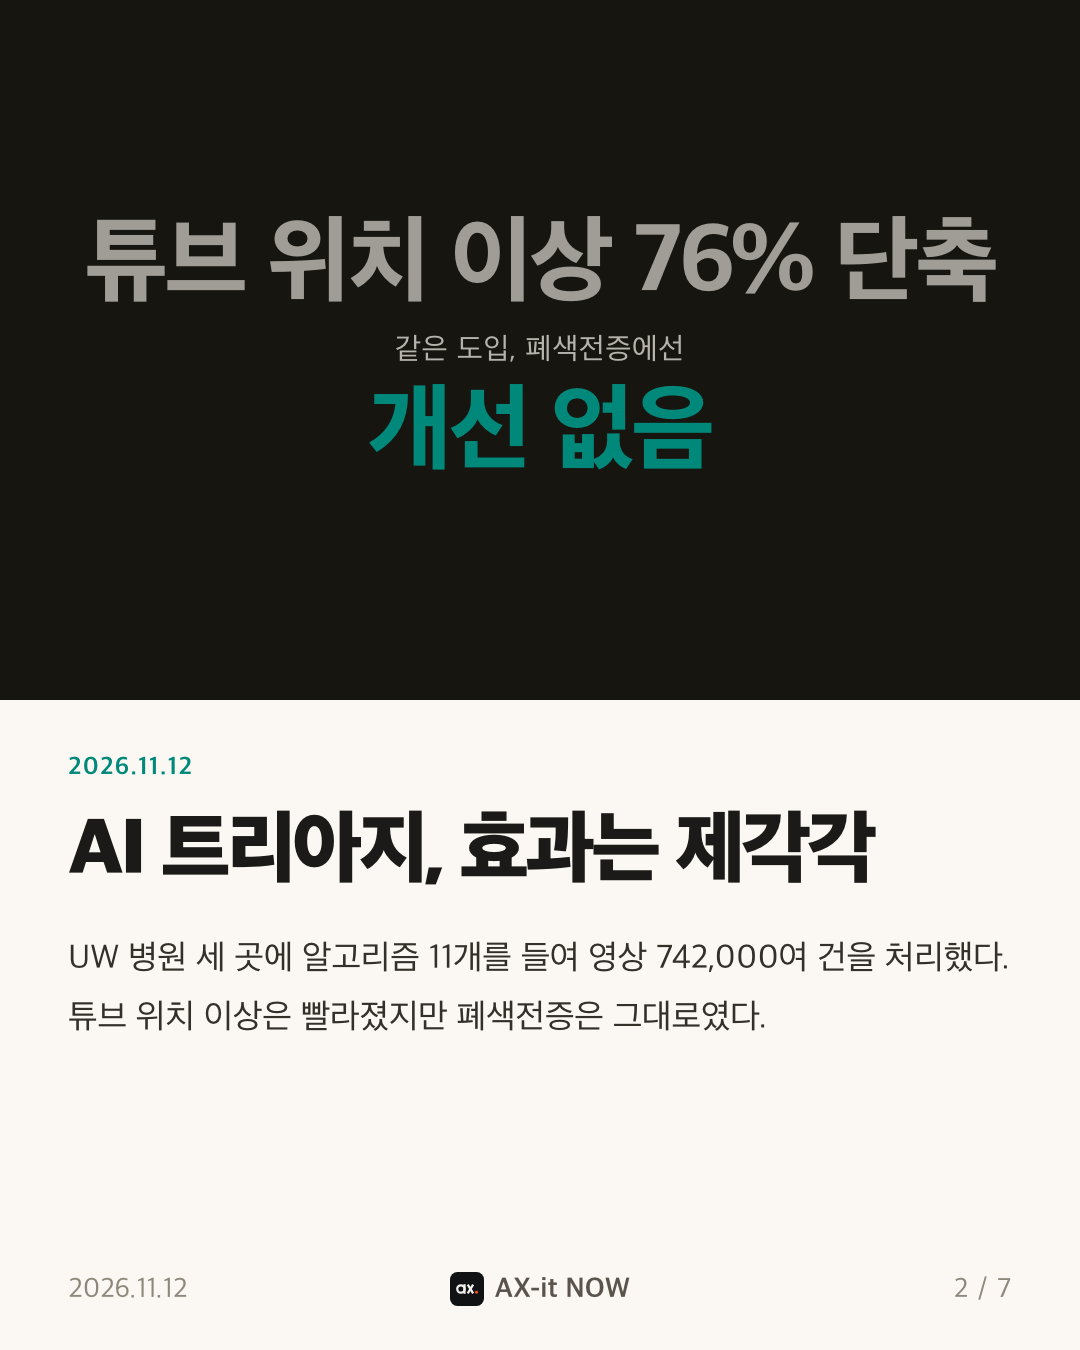 튜브 위치 이상 76% 단축
같은 도입, 폐색전증에선
개선 없음
2026.11.12
AI 트리아지, 효과는 제각각
UW 병원 세 곳에 알고리즘 11개를 들여 영상 742,000여 건을 처리했다.
튜브 위치 이상은 빨라졌지만 폐색전증은 그대로였다.
2026.11.12
ax. AX-it NOW
2 / 7